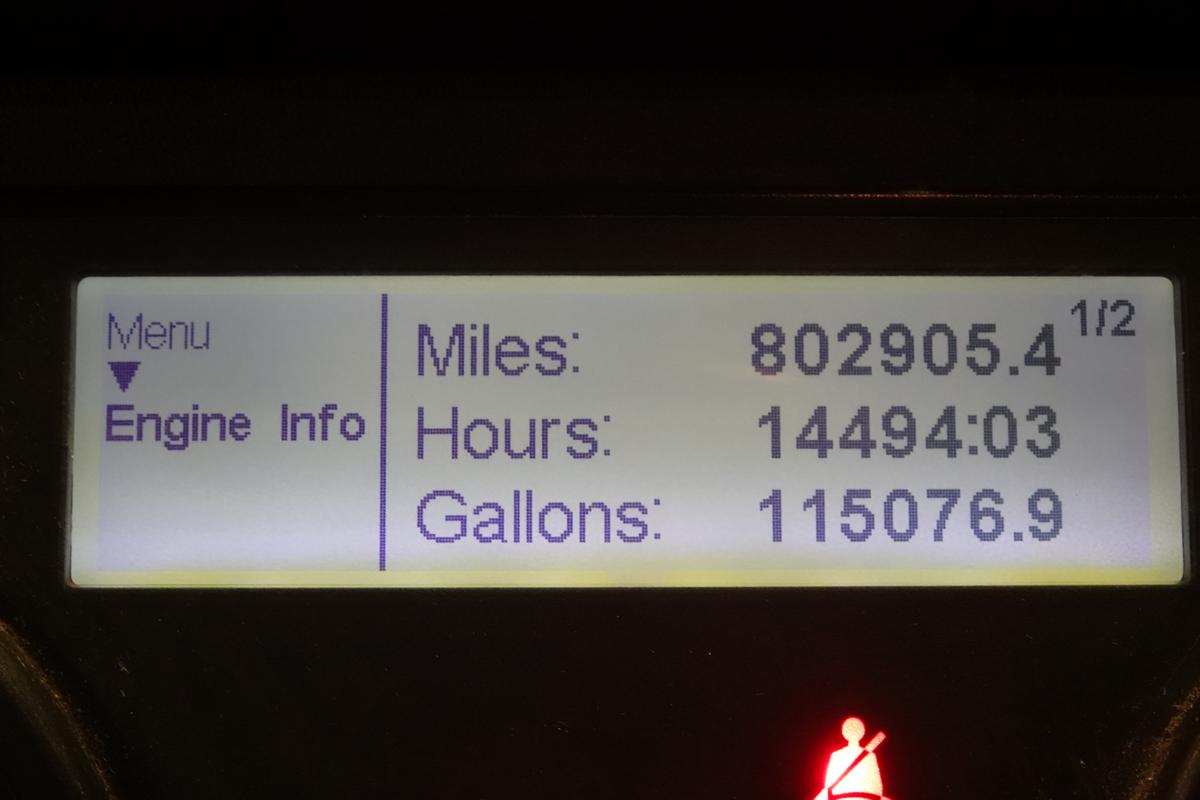 Menu
Engine Info
Miles: 802905.4 1/2
Hours: 14494:03
Gallons: 115076.9